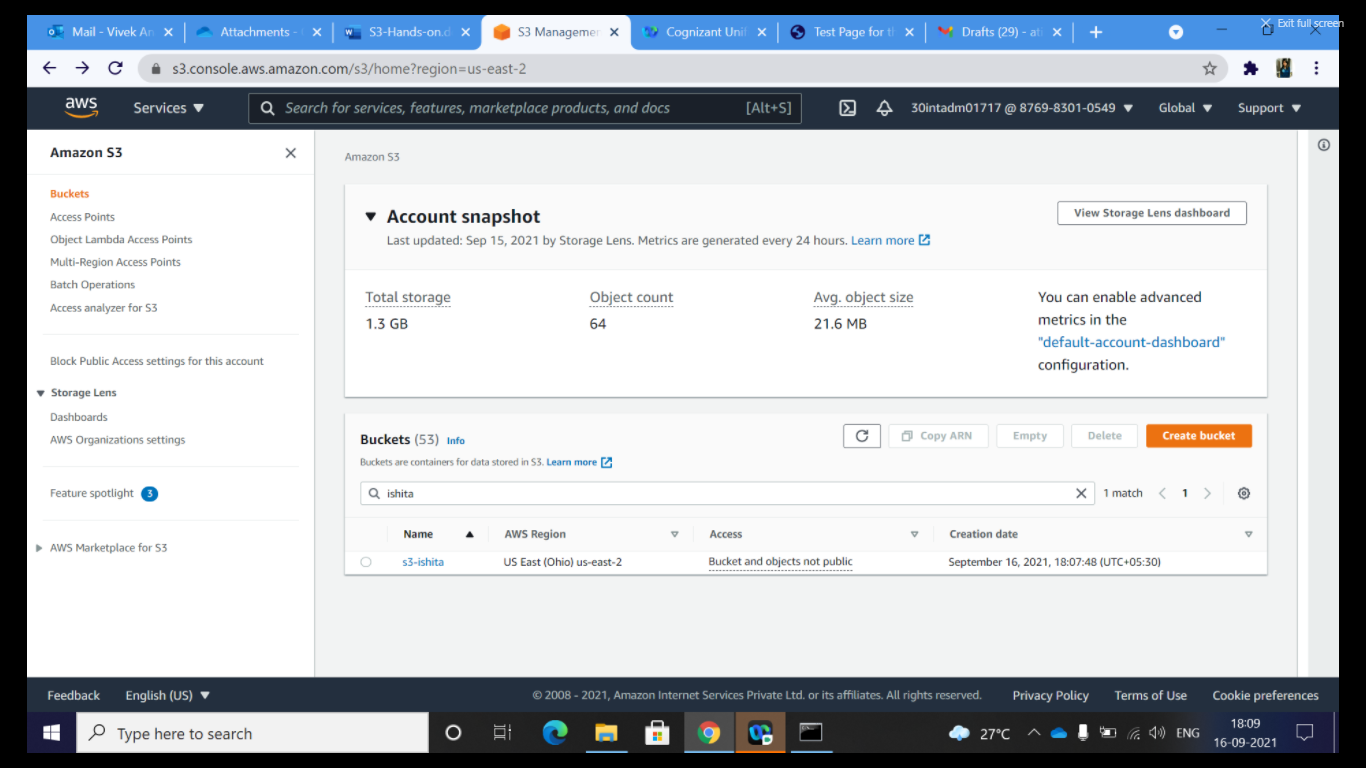 Exit full screen
Mail - Vivek An
Attachments -
S3-Hands-on.d
S3 Managemen
Cognizant Unif
Test Page for t
Drafts (29) - ati
s3.console.aws.amazon.com/s3/home?region=us-east-2
aws
Services
Search for services, features, marketplace products, and docs
[Alt+S]
30intadm01717 @ 8769-8301-0549
Global
Support
Amazon S3
Buckets
Access Points
Object Lambda Access Points
Multi-Region Access Points
Batch Operations
Access analyzer for S3
Block Public Access settings for this account
Storage Lens
Dashboards
AWS Organizations settings
Feature spotlight 3
AWS Marketplace for S3
Amazon S3
Account snapshot
View Storage Lens dashboard
Last updated: Sep 15, 2021 by Storage Lens. Metrics are generated every 24 hours. Learn more
Total storage
1.3 GB
Object count
64
Avg. object size
21.6 MB
You can enable advanced
metrics in the
"default-account-dashboard"
configuration.
Buckets (53) Info
Copy ARN
Empty
Delete
Create bucket
Buckets are containers for data stored in S3. Learn more
ishita
1 match
1
Name
AWS Region
Access
Creation date
s3-ishita
US East (Ohio) us-east-2
Bucket and objects not public
September 16, 2021, 18:07:48 (UTC+05:30)
Feedback
English (US)
© 2008 - 2021, Amazon Internet Services Private Ltd. or its affiliates. All rights reserved.
Privacy Policy
Terms of Use
Cookie preferences
Type here to search
27°C
ENG
18:09
16-09-2021